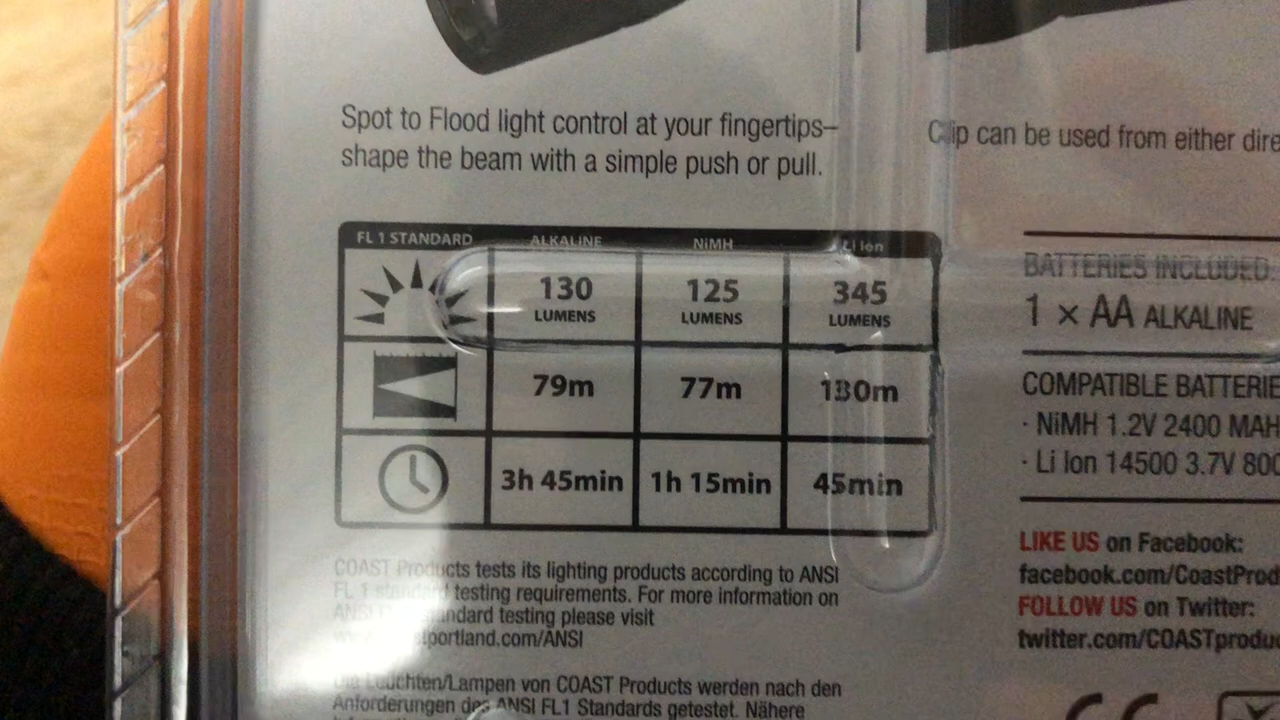 Spot to Flood light control at your fingertips–
shape the beam with a simple push or pull.
Clip can be used from either dire
FL 1 STANDARD ALKALINE NiMH Li Ion
130 LUMENS 125 LUMENS 345 LUMENS
79m 77m 130m
3h 45min 1h 15min 45min
BATTERIES INCLUDED:
1 × AA ALKALINE
COMPATIBLE BATTERIE
· NiMH 1.2V 2400 MAH
· Li Ion 14500 3.7V 800
LIKE US on Facebook:
facebook.com/CoastProd
FOLLOW US on Twitter:
twitter.com/COASTproduc
COAST Products tests its lighting products according to ANSI
FL 1 standard testing requirements. For more information on
ANSI standard testing please visit
tportland.com/ANSI
Die Leuchten/Lampen von COAST Products werden nach den
Anforderungen des ANSI FL1 Standards getestet. Nähere